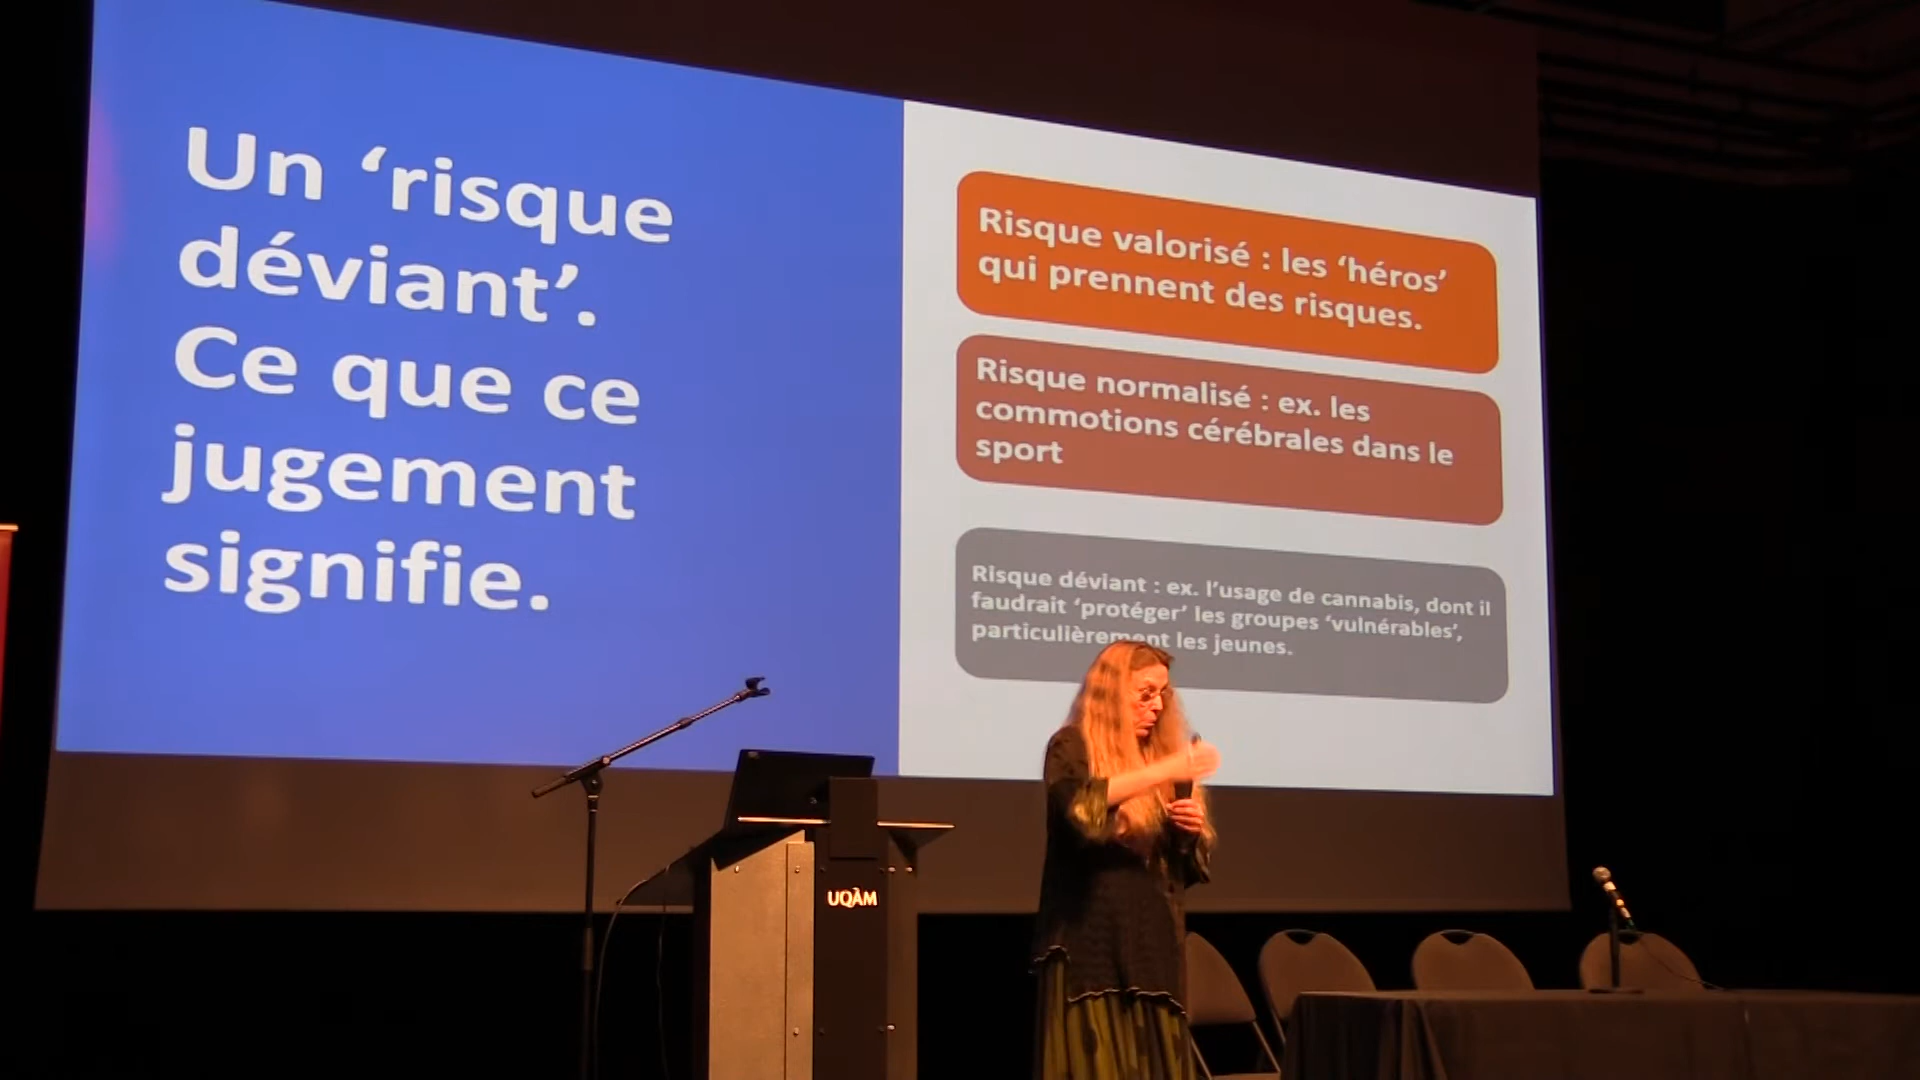 Un ‘risque
déviant’.
Ce que ce
jugement
signifie.
Risque valorisé : les ‘héros’
qui prennent des risques.
Risque normalisé : ex. les
commotions cérébrales dans le
sport
Risque déviant : ex. l’usage de cannabis, dont il
faudrait ‘protéger’ les groupes ‘vulnérables’,
particulièrement les jeunes.
UQÀM